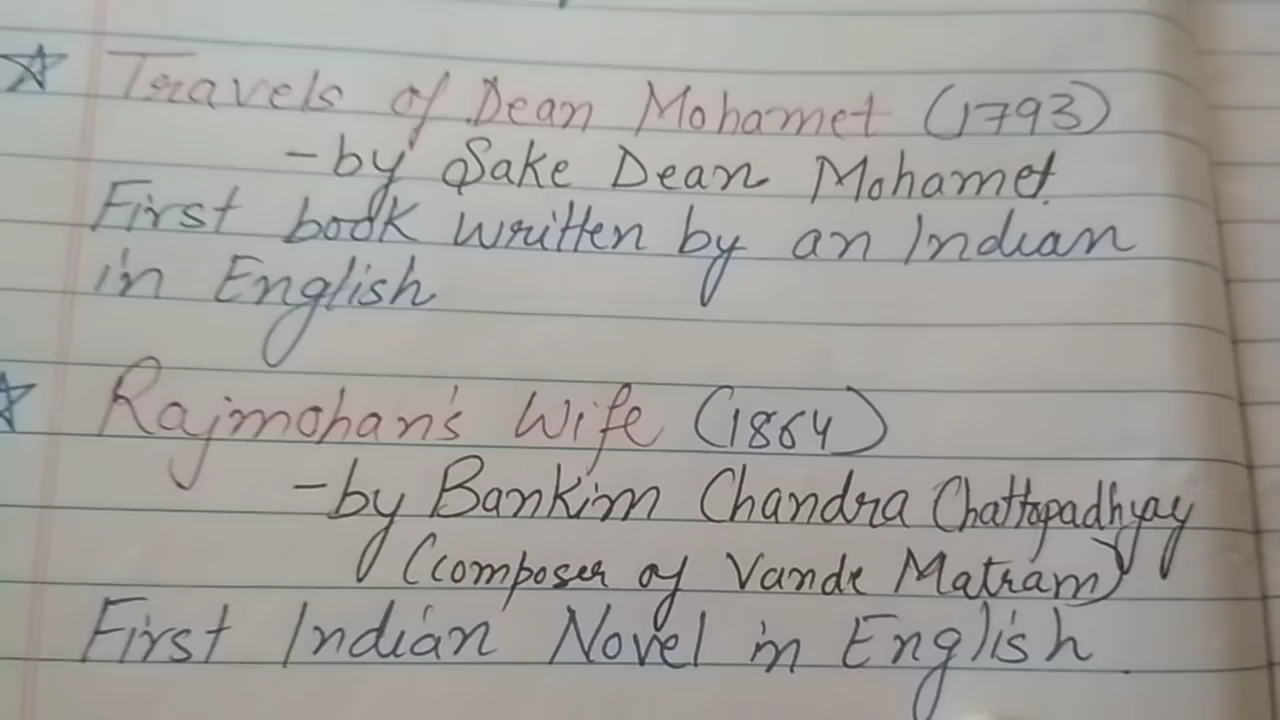 ☆ Travels of Dean Mohamet (1793)
-by Sake Dean Mohamet.
First book written by an Indian
in English
☆ Rajmohan's Wife (1864)
-by Bankim Chandra Chattopadhyay
(composer of Vande Matram)
First Indian Novel in English.